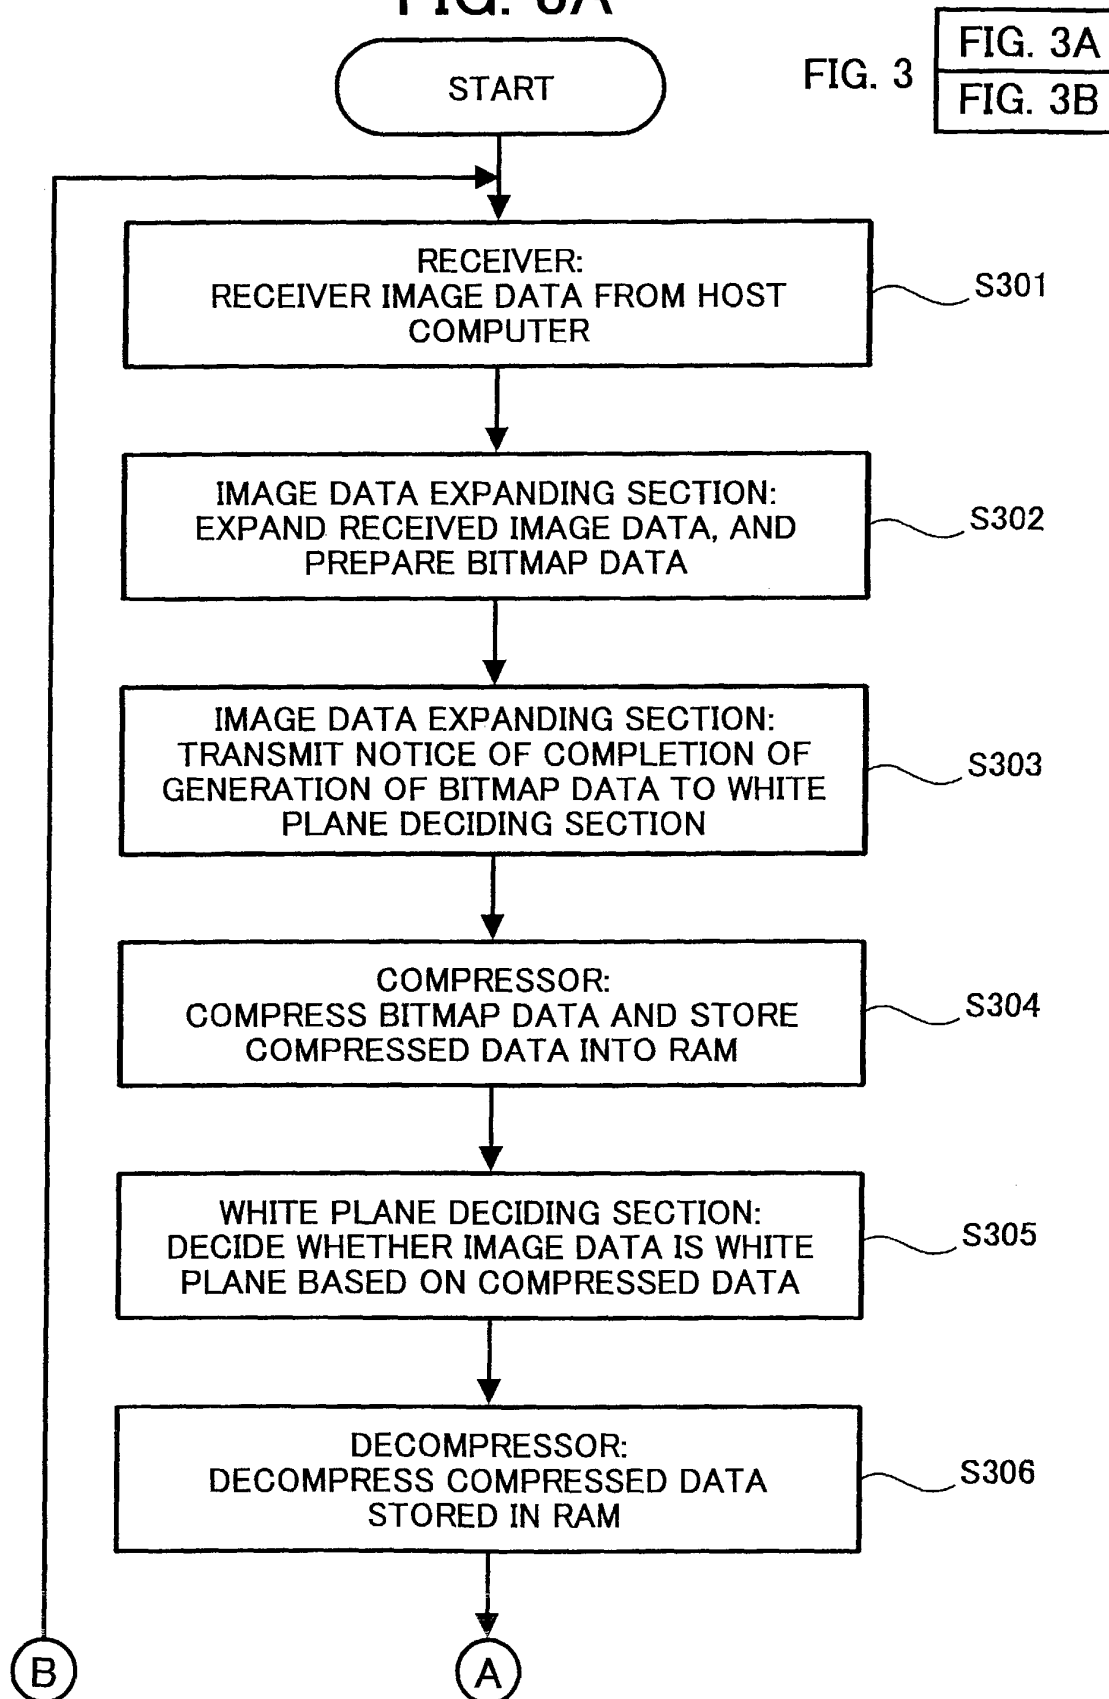 FIG. 3A
FIG. 3
FIG. 3A
FIG. 3B
START
RECEIVER:
RECEIVER IMAGE DATA FROM HOST
COMPUTER
S301
IMAGE DATA EXPANDING SECTION:
EXPAND RECEIVED IMAGE DATA, AND
PREPARE BITMAP DATA
S302
IMAGE DATA EXPANDING SECTION:
TRANSMIT NOTICE OF COMPLETION OF
GENERATION OF BITMAP DATA TO WHITE
PLANE DECIDING SECTION
S303
COMPRESSOR:
COMPRESS BITMAP DATA AND STORE
COMPRESSED DATA INTO RAM
S304
WHITE PLANE DECIDING SECTION:
DECIDE WHETHER IMAGE DATA IS WHITE
PLANE BASED ON COMPRESSED DATA
S305
DECOMPRESSOR:
DECOMPRESS COMPRESSED DATA
STORED IN RAM
S306
B
A